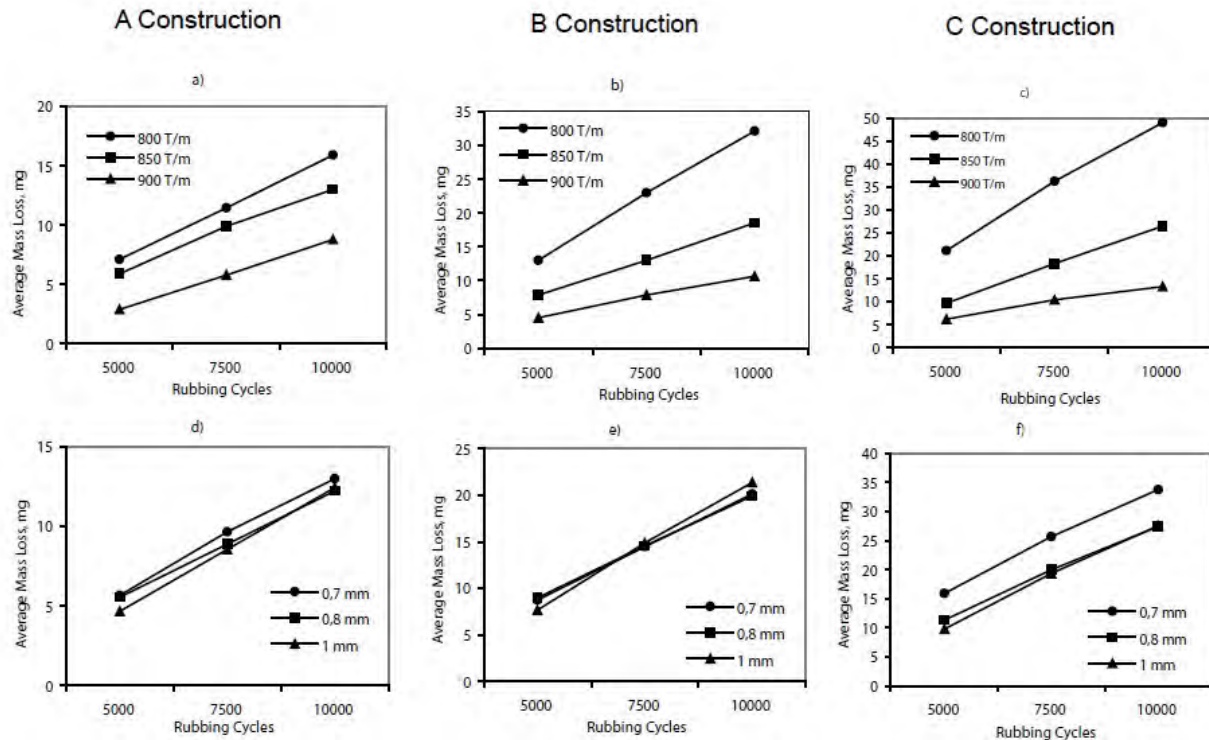 A Construction
B Construction
C Construction
a)
20
15
10
5
0
Average Mass Loss, mg
800 T/m
850 T/m
900 T/m
5000 7500 10000
Rubbing Cycles
b)
35
30
25
20
15
10
5
0
Average Mass Loss, mg
800 T/m
850 T/m
900 T/m
5000 7500 10000
Rubbing Cycles
c)
50
45
40
35
30
25
20
15
10
5
0
Average Mass Loss, mg
800 T/m
850 T/m
900 T/m
5000 7500 10000
Rubbing Cycles
d)
15
10
5
0
Average Mass Loss, mg
0,7 mm
0,8 mm
1 mm
5000 7500 10000
Rubbing Cycles
e)
25
20
15
10
5
0
Average Mass Loss, mg
0,7 mm
0,8 mm
1 mm
5000 7500 10000
Rubbing Cycles
f)
40
35
30
25
20
15
10
5
0
Average Mass Loss, mg
0,7 mm
0,8 mm
1 mm
5000 7500 10000
Rubbing Cycles